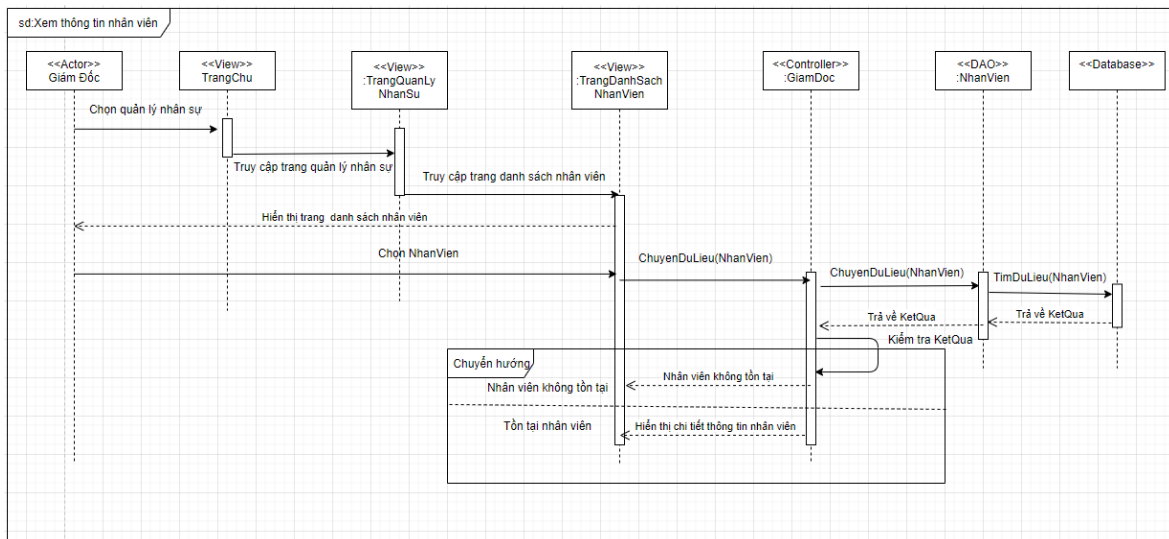 sd:Xem thông tin nhân viên
<<Actor>>
Giám Đốc
<<View>>
TrangChu
<<View>>
:TrangQuanLy
NhanSu
<<View>>
:TrangDanhSach
NhanVien
<<Controller>>
:GiamDoc
<<DAO>>
:NhanVien
<<Database>>
Chọn quản lý nhân sự
Truy cập trang quản lý nhân sự
Truy cập trang danh sách nhân viên
Hiển thị trang danh sách nhân viên
Chọn NhanVien
ChuyenDuLieu(NhanVien)
ChuyenDuLieu(NhanVien)
TimDuLieu(NhanVien)
Trả về KetQua
Trả về KetQua
Kiểm tra KetQua
Chuyển hướng
Nhân viên không tồn tại
Nhân viên không tồn tại
Tồn tại nhân viên
Hiển thị chi tiết thông tin nhân viên